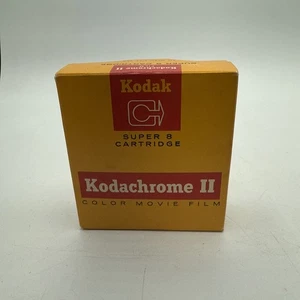 Kodak
SUPER 8
CARTRIDGE
Kodachrome II
COLOR MOVIE FILM